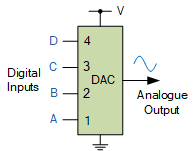 V
D 4
C 3
Digital DAC
Inputs
B 2
Analogue
Output
A 1